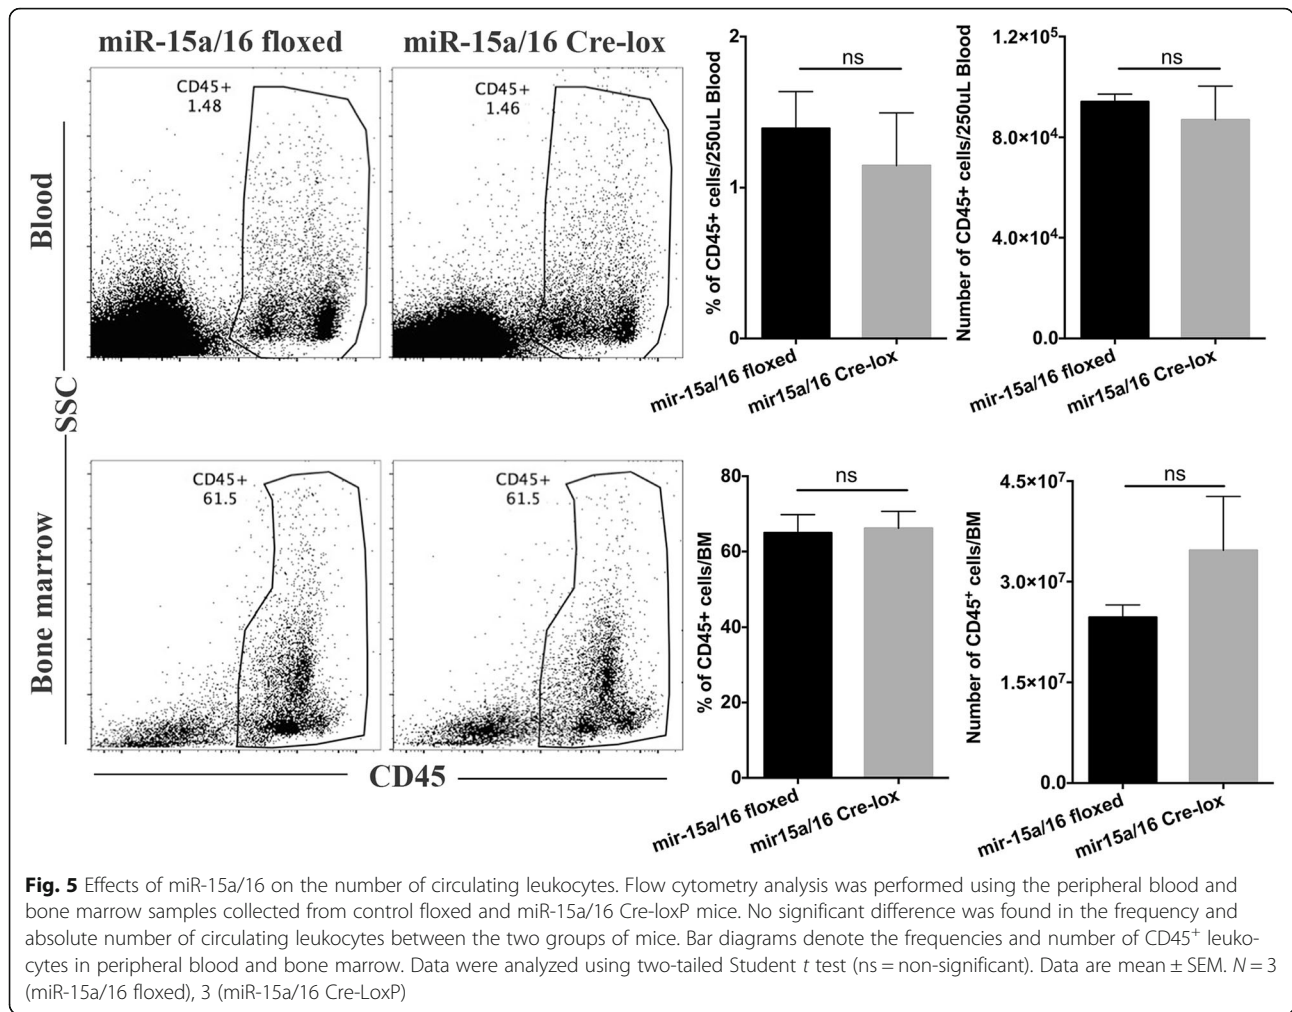 miR-15a/16 floxed
miR-15a/16 Cre-lox
Blood
SSC
Bone marrow
CD45+
1.48
CD45+
1.46
% of CD45+ cells/250uL Blood
2
1
0
ns
mir-15a/16 floxed
mir15a/16 Cre-lox
Number of CD45+ cells/250uL Blood
1.2×10⁵
8.0×10⁴
4.0×10⁴
0.0
ns
mir-15a/16 floxed
mir15a/16 Cre-lox
CD45+
61.5
CD45+
61.5
CD45
% of CD45+ cells/BM
80
60
40
20
0
ns
mir-15a/16 floxed
mir15a/16 Cre-lox
Number of CD45⁺ cells/BM
4.5×10⁷
3.0×10⁷
1.5×10⁷
0.0
ns
mir-15a/16 floxed
mir15a/16 Cre-lox
Fig. 5 Effects of miR-15a/16 on the number of circulating leukocytes. Flow cytometry analysis was performed using the peripheral blood and
bone marrow samples collected from control floxed and miR-15a/16 Cre-loxP mice. No significant difference was found in the frequency and
absolute number of circulating leukocytes between the two groups of mice. Bar diagrams denote the frequencies and number of CD45⁺ leuko-
cytes in peripheral blood and bone marrow. Data were analyzed using two-tailed Student t test (ns = non-significant). Data are mean ± SEM. N = 3
(miR-15a/16 floxed), 3 (miR-15a/16 Cre-LoxP)